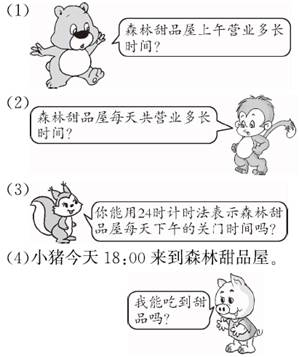 (1)
森林甜品屋上午营业多长
时间?
(2)
森林甜品屋每天共营业多长
时间?
(3)
你能用24时计时法表示森林甜
品屋每天下午的关门时间吗?
(4)小猪今天 18:00 来到森林甜品屋。
我能吃到甜
品吗?